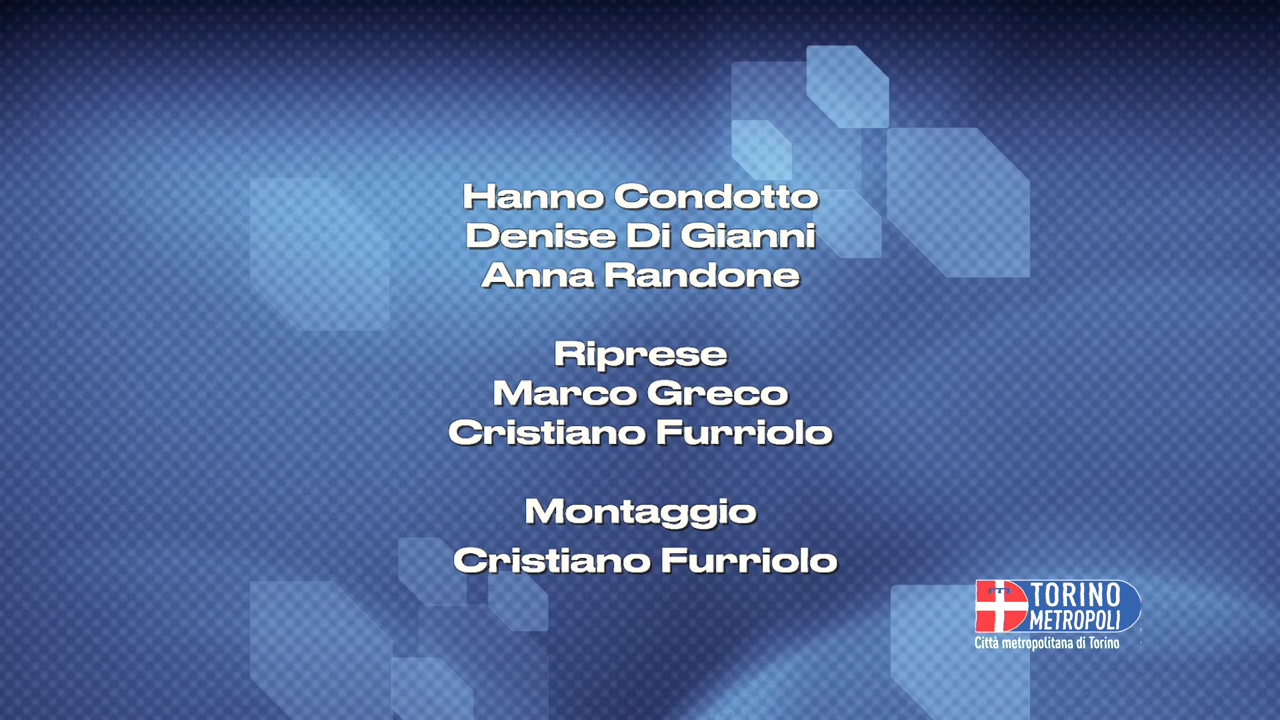 Hanno Condotto
Denise Di Gianni
Anna Randone
Riprese
Marco Greco
Cristiano Furriolo
Montaggio
Cristiano Furriolo
TORINO
METROPOLI
Città metropolitana di Torino